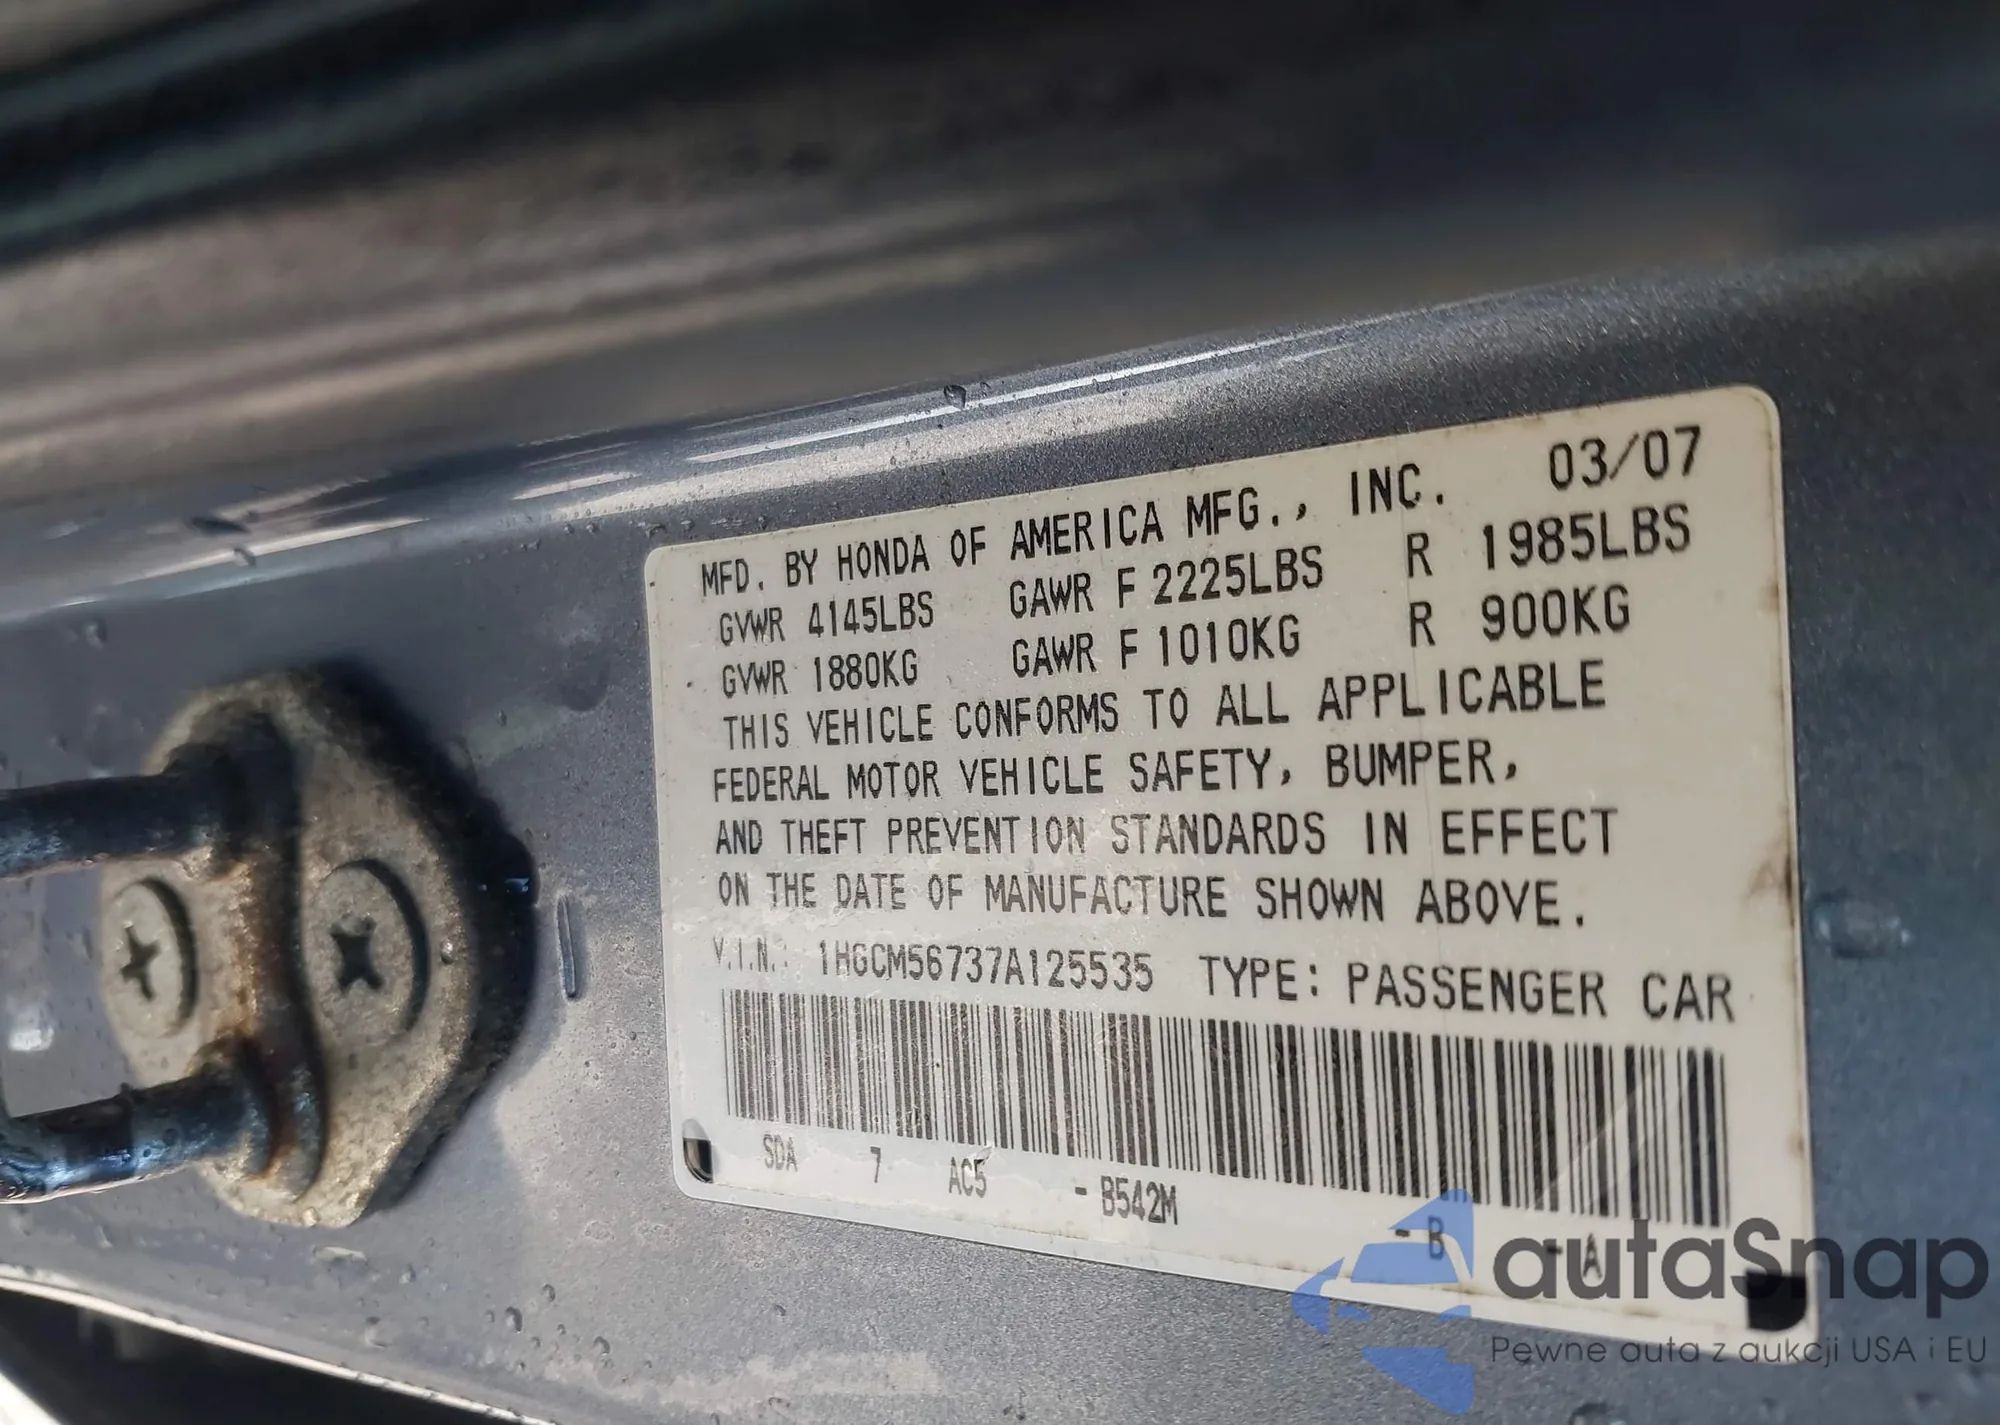 MFD. BY HONDA OF AMERICA MFG., INC. 03/07
GVWR 4145LBS GAWR F 2225LBS R 1985LBS
GVWR 1880KG GAWR F 1010KG R 900KG
THIS VEHICLE CONFORMS TO ALL APPLICABLE
FEDERAL MOTOR VEHICLE SAFETY, BUMPER,
AND THEFT PREVENTION STANDARDS IN EFFECT
ON THE DATE OF MANUFACTURE SHOWN ABOVE.
V.I.N.: 1HGCM56737A125535 TYPE: PASSENGER CAR
SDA 7 AC5 - B542M - B - A
autaSnap
Pewne auta z aukcji USA i EU